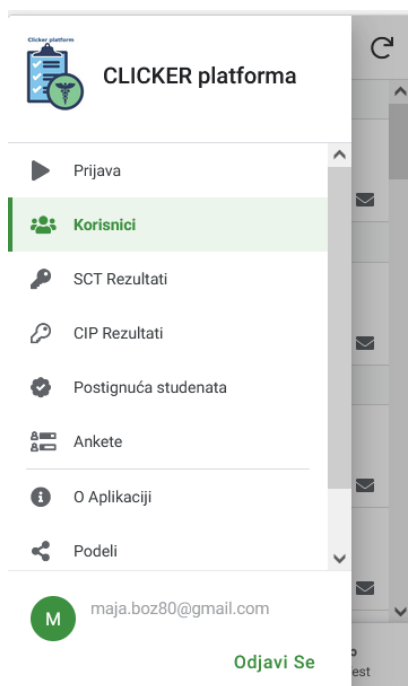 Clicker platform
CLICKER platforma
Prijava
Korisnici
SCT Rezultati
CIP Rezultati
Postignuća studenata
Ankete
O Aplikaciji
Podeli
M
maja.boz80@gmail.com
Odjavi Se
est